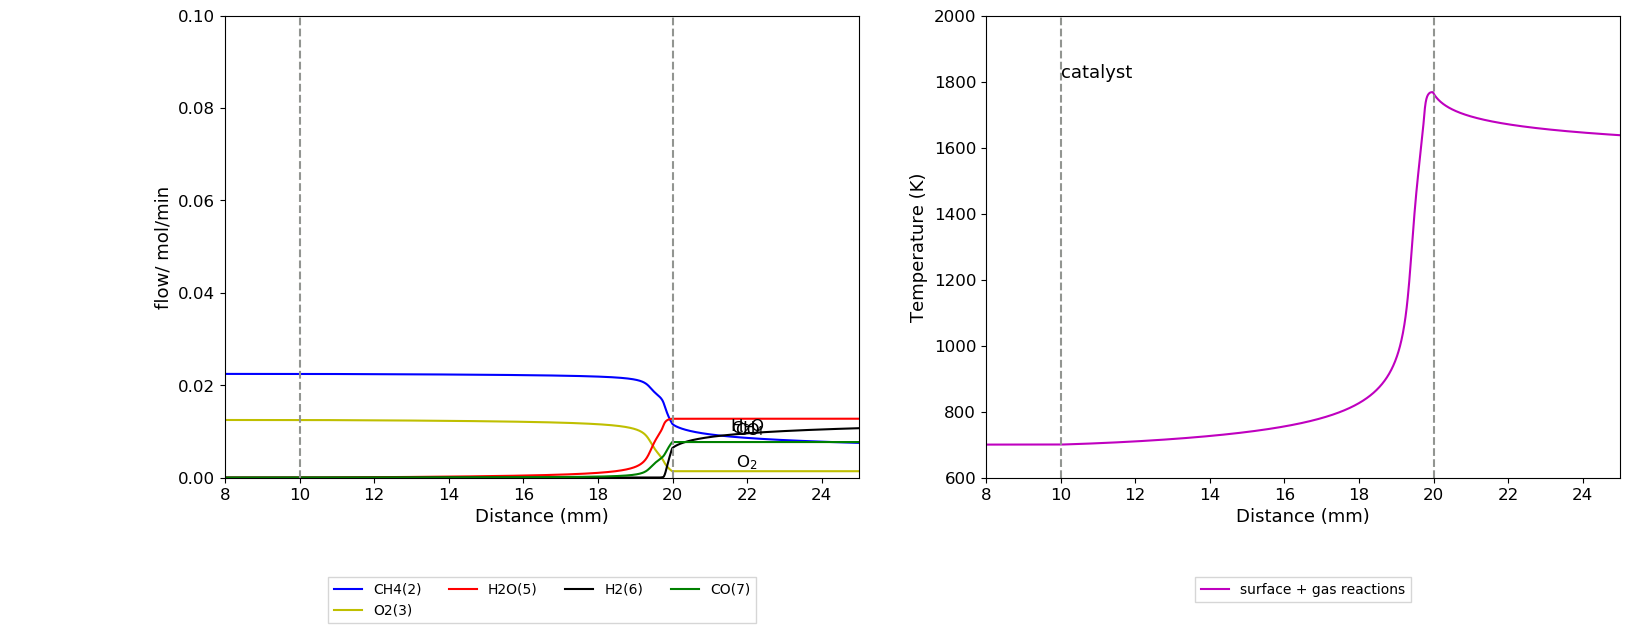 flow/ mol/min
0.10
0.08
0.06
0.04
0.02
0.00
O₂
8 10 12 14 16 18 20 22 24
Distance (mm)
CH4(2) H2O(5) H2(6) CO(7)
O2(3)
Temperature (K)
2000
1800
1600
1400
1200
1000
800
600
catalyst
8 10 12 14 16 18 20 22 24
Distance (mm)
surface + gas reactions